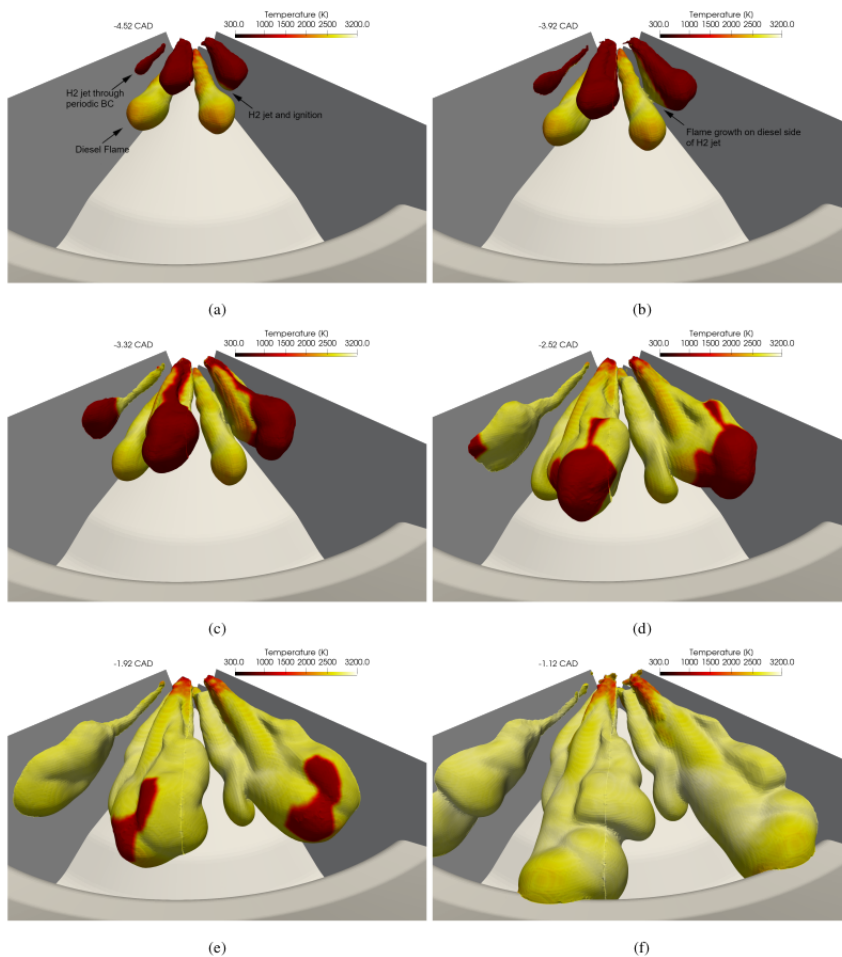 -4.52 CAD
Temperature (K)
300.0 1000 1500 2000 2500 3200.0
H2 jet through
periodic BC
H2 jet and ignition
Diesel Flame
(a)
-3.92 CAD
Temperature (K)
300.0 1000 1500 2000 2500 3200.0
Flame growth on diesel side
of H2 jet
(b)
-3.32 CAD
Temperature (K)
300.0 1000 1500 2000 2500 3200.0
(c)
-2.52 CAD
Temperature (K)
300.0 1000 1500 2000 2500 3200.0
(d)
-1.92 CAD
Temperature (K)
300.0 1000 1500 2000 2500 3200.0
(e)
-1.12 CAD
Temperature (K)
300.0 1000 1500 2000 2500 3200.0
(f)